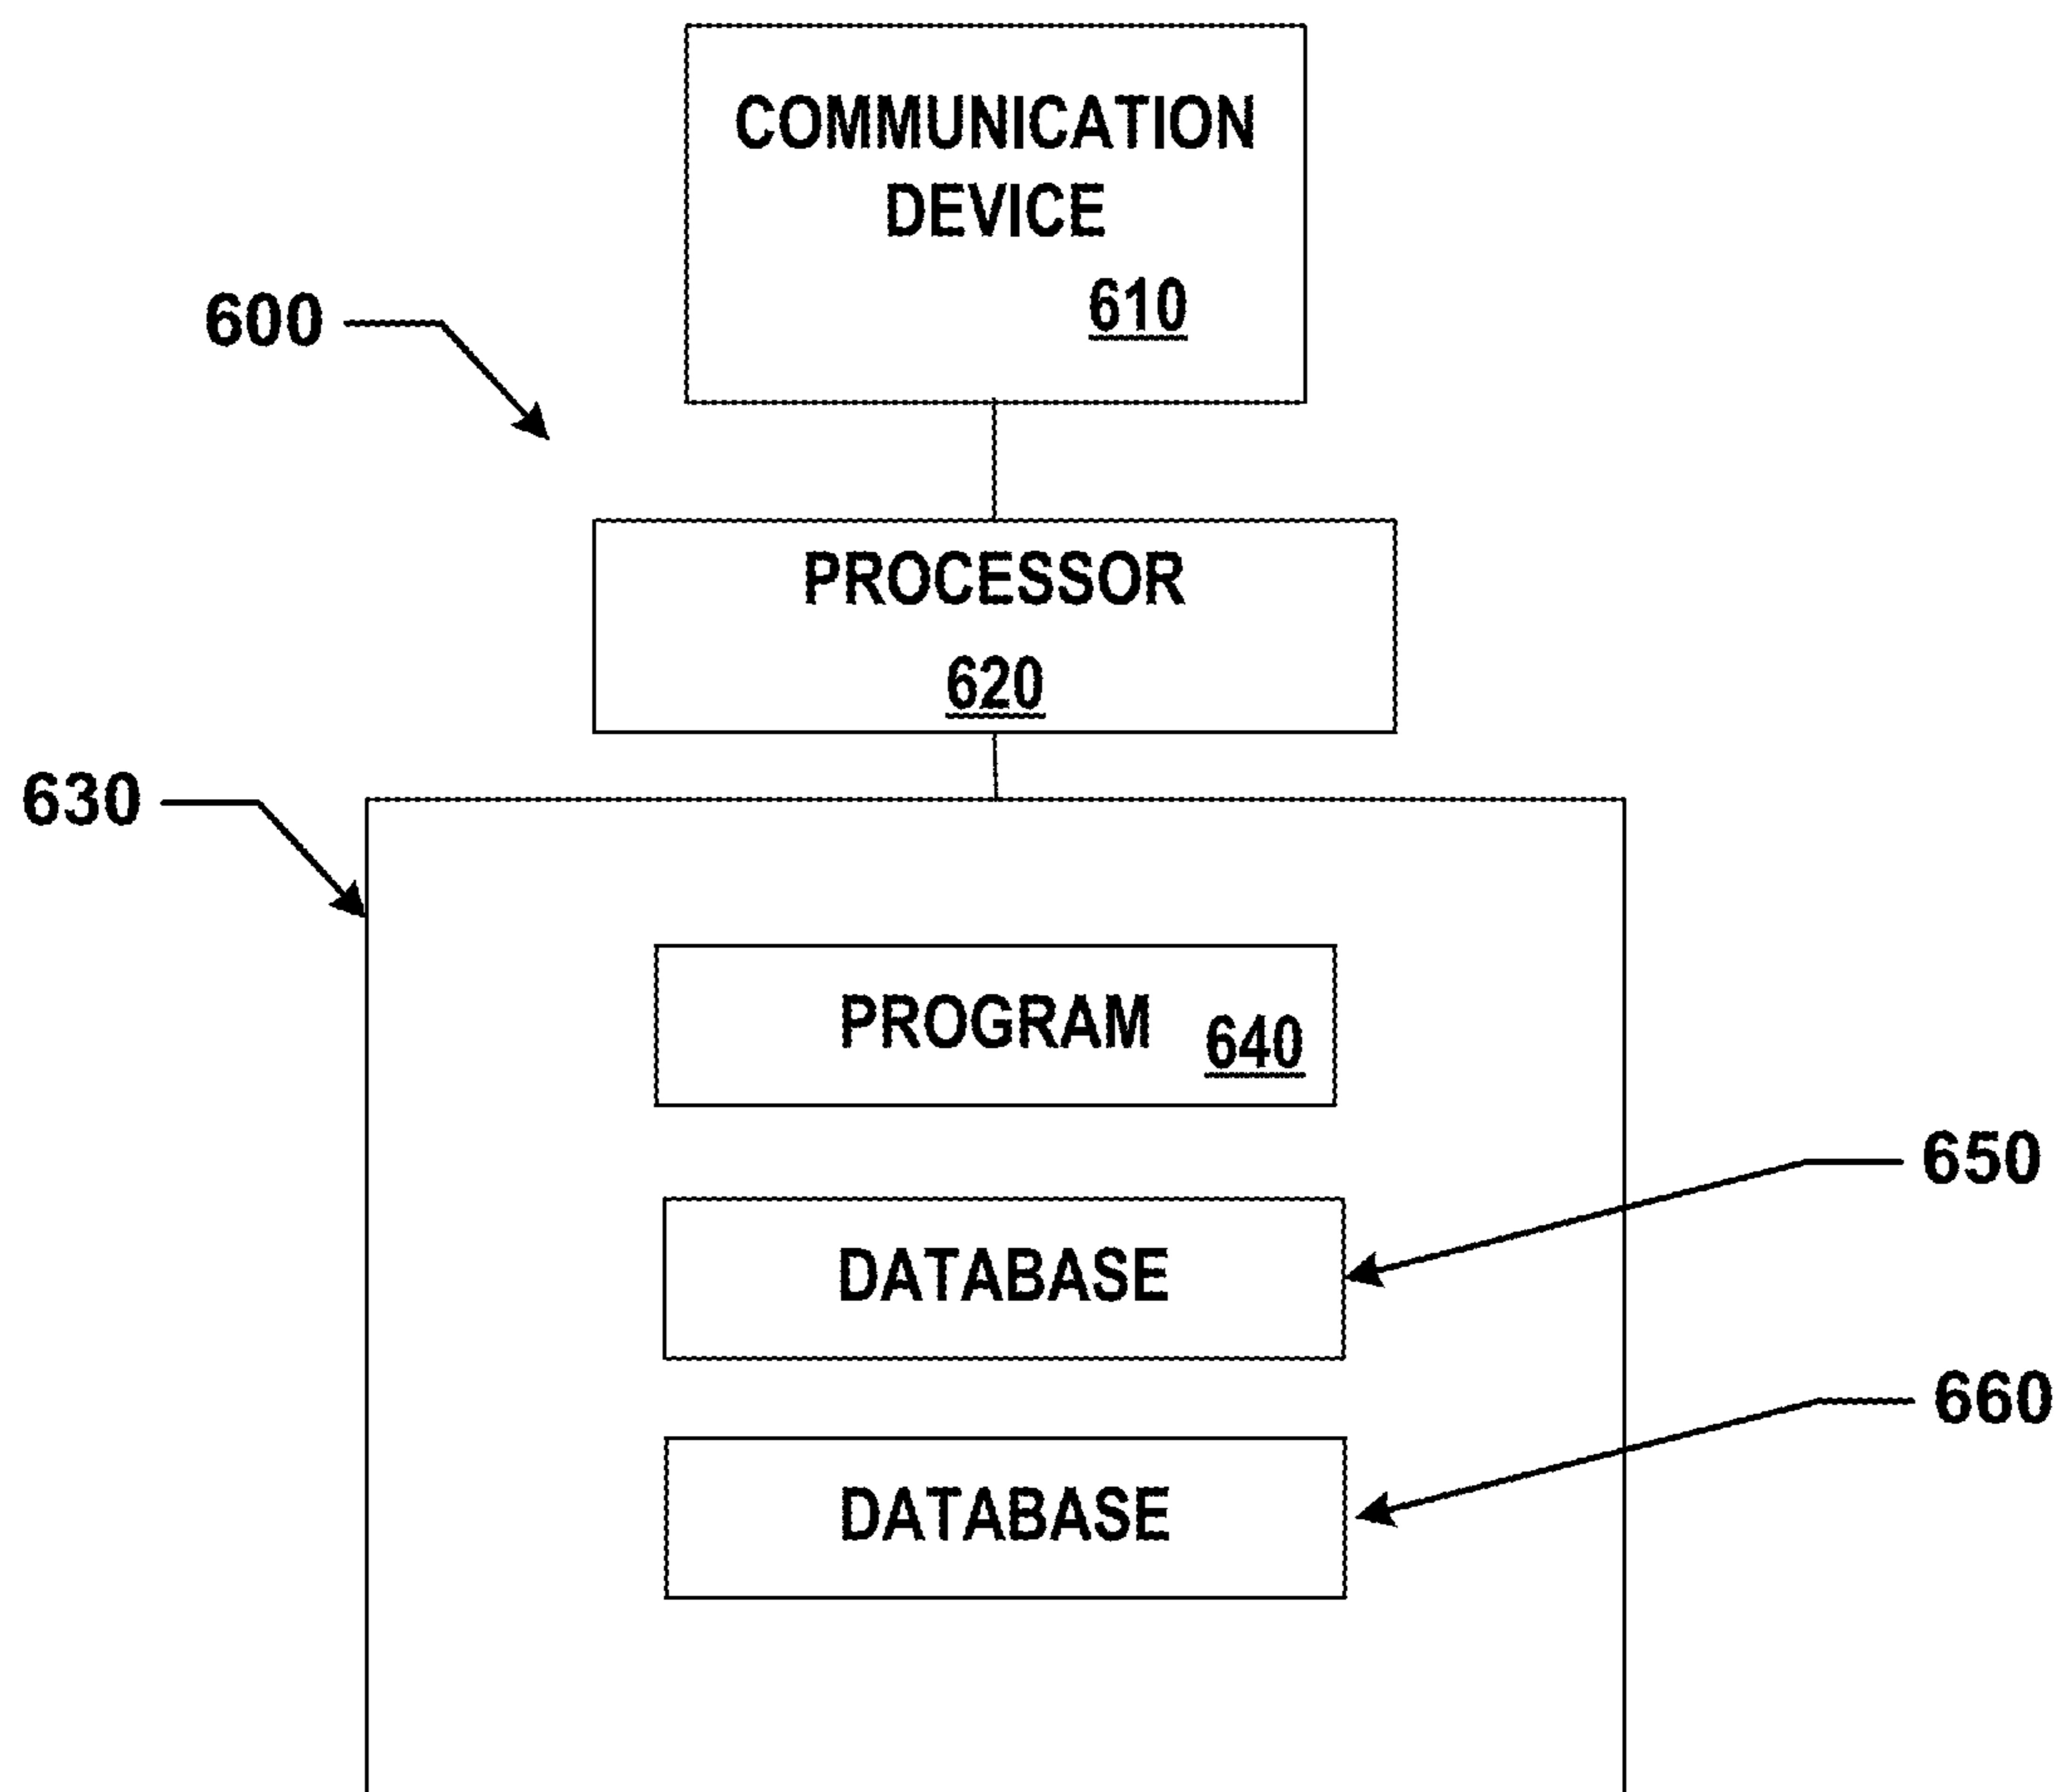 COMMUNICATION
DEVICE
610
600
PROCESSOR
620
630
PROGRAM 640
650
DATABASE
660
DATABASE